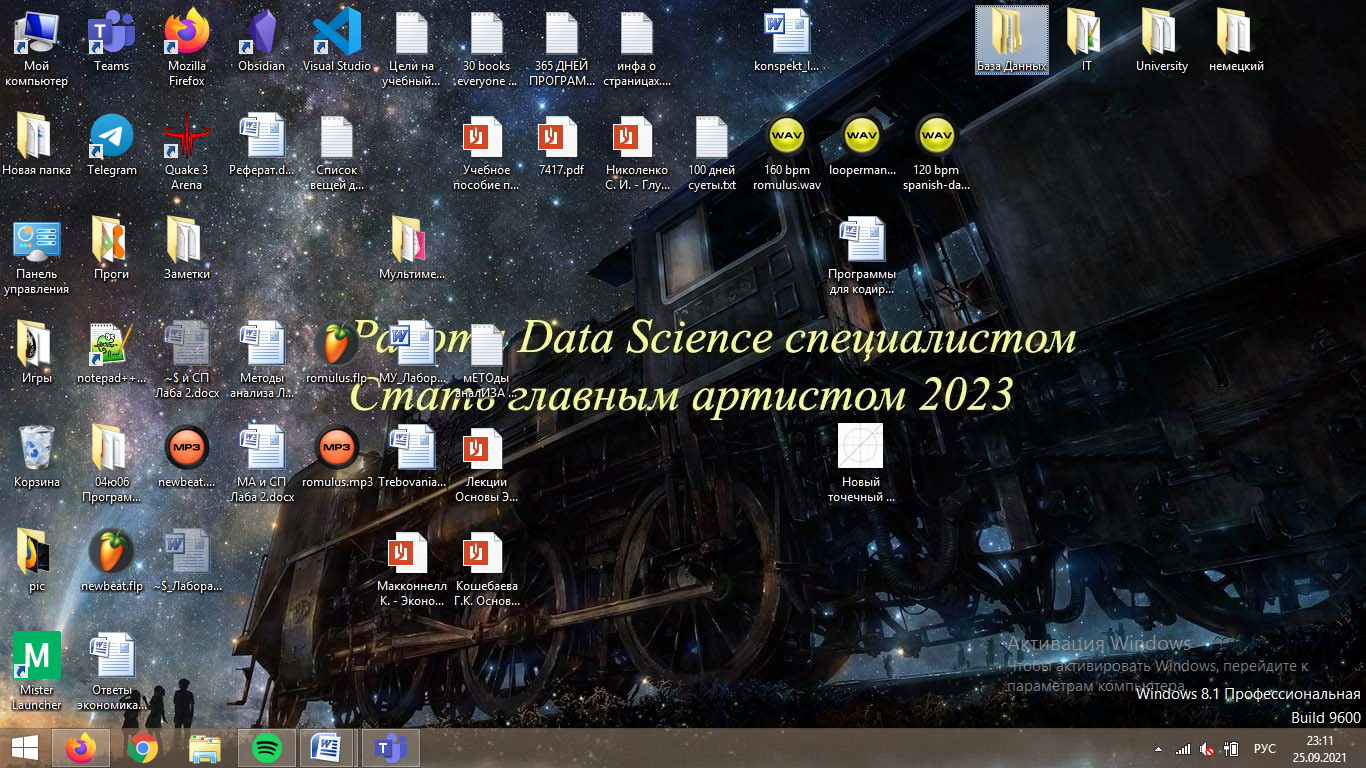 Мой
компьютер
Teams
Mozilla
Firefox
Obsidian
Visual Studio
Цели на
учебный...
30 books
everyone ...
365 ДНЕЙ
ПРОГРАМ...
инфа о
страницах....
konspekt_l...
База Данных
IT
University
немецкий
Новая папка
Telegram
Quake 3
Arena
Реферат.d...
Список
вещей д...
Учебное
пособие п...
7417.pdf
Николенко
С. И. - Глу...
100 дней
суеты.txt
WAV
160 bpm
romulus.wav
WAV
looperman...
WAV
120 bpm
spanish-da...
Панель
управления
Проги
Заметки
Мультиме...
Программы
для кодир...
Игры
notepad++...
~$ и СП
Лаба 2.docx
Методы
анализа Л...
romulus.flp
МУ_Лабор...
мЕТОды
аналИЗА ...
Data Science специалистом
Стать главным артистом 2023
Корзина
04ю06
Програм...
MP3
newbeat....
МА и СП
Лаба 2.docx
MP3
romulus.mp3
Trebovania...
Лекции
Основы Э...
Новый
точечный ...
pic
newbeat.flp
~$_Лабора...
Макконнелл
К. - Эконо...
Кошебаева
Г.К. Основ...
M
Mister
Launcher
Ответы
экономика...
Активация Windows
Чтобы активировать Windows, перейдите к
параметрам компьютера.
Windows 8.1 Профессиональная
Build 9600
РУС
23:11
25.09.2021